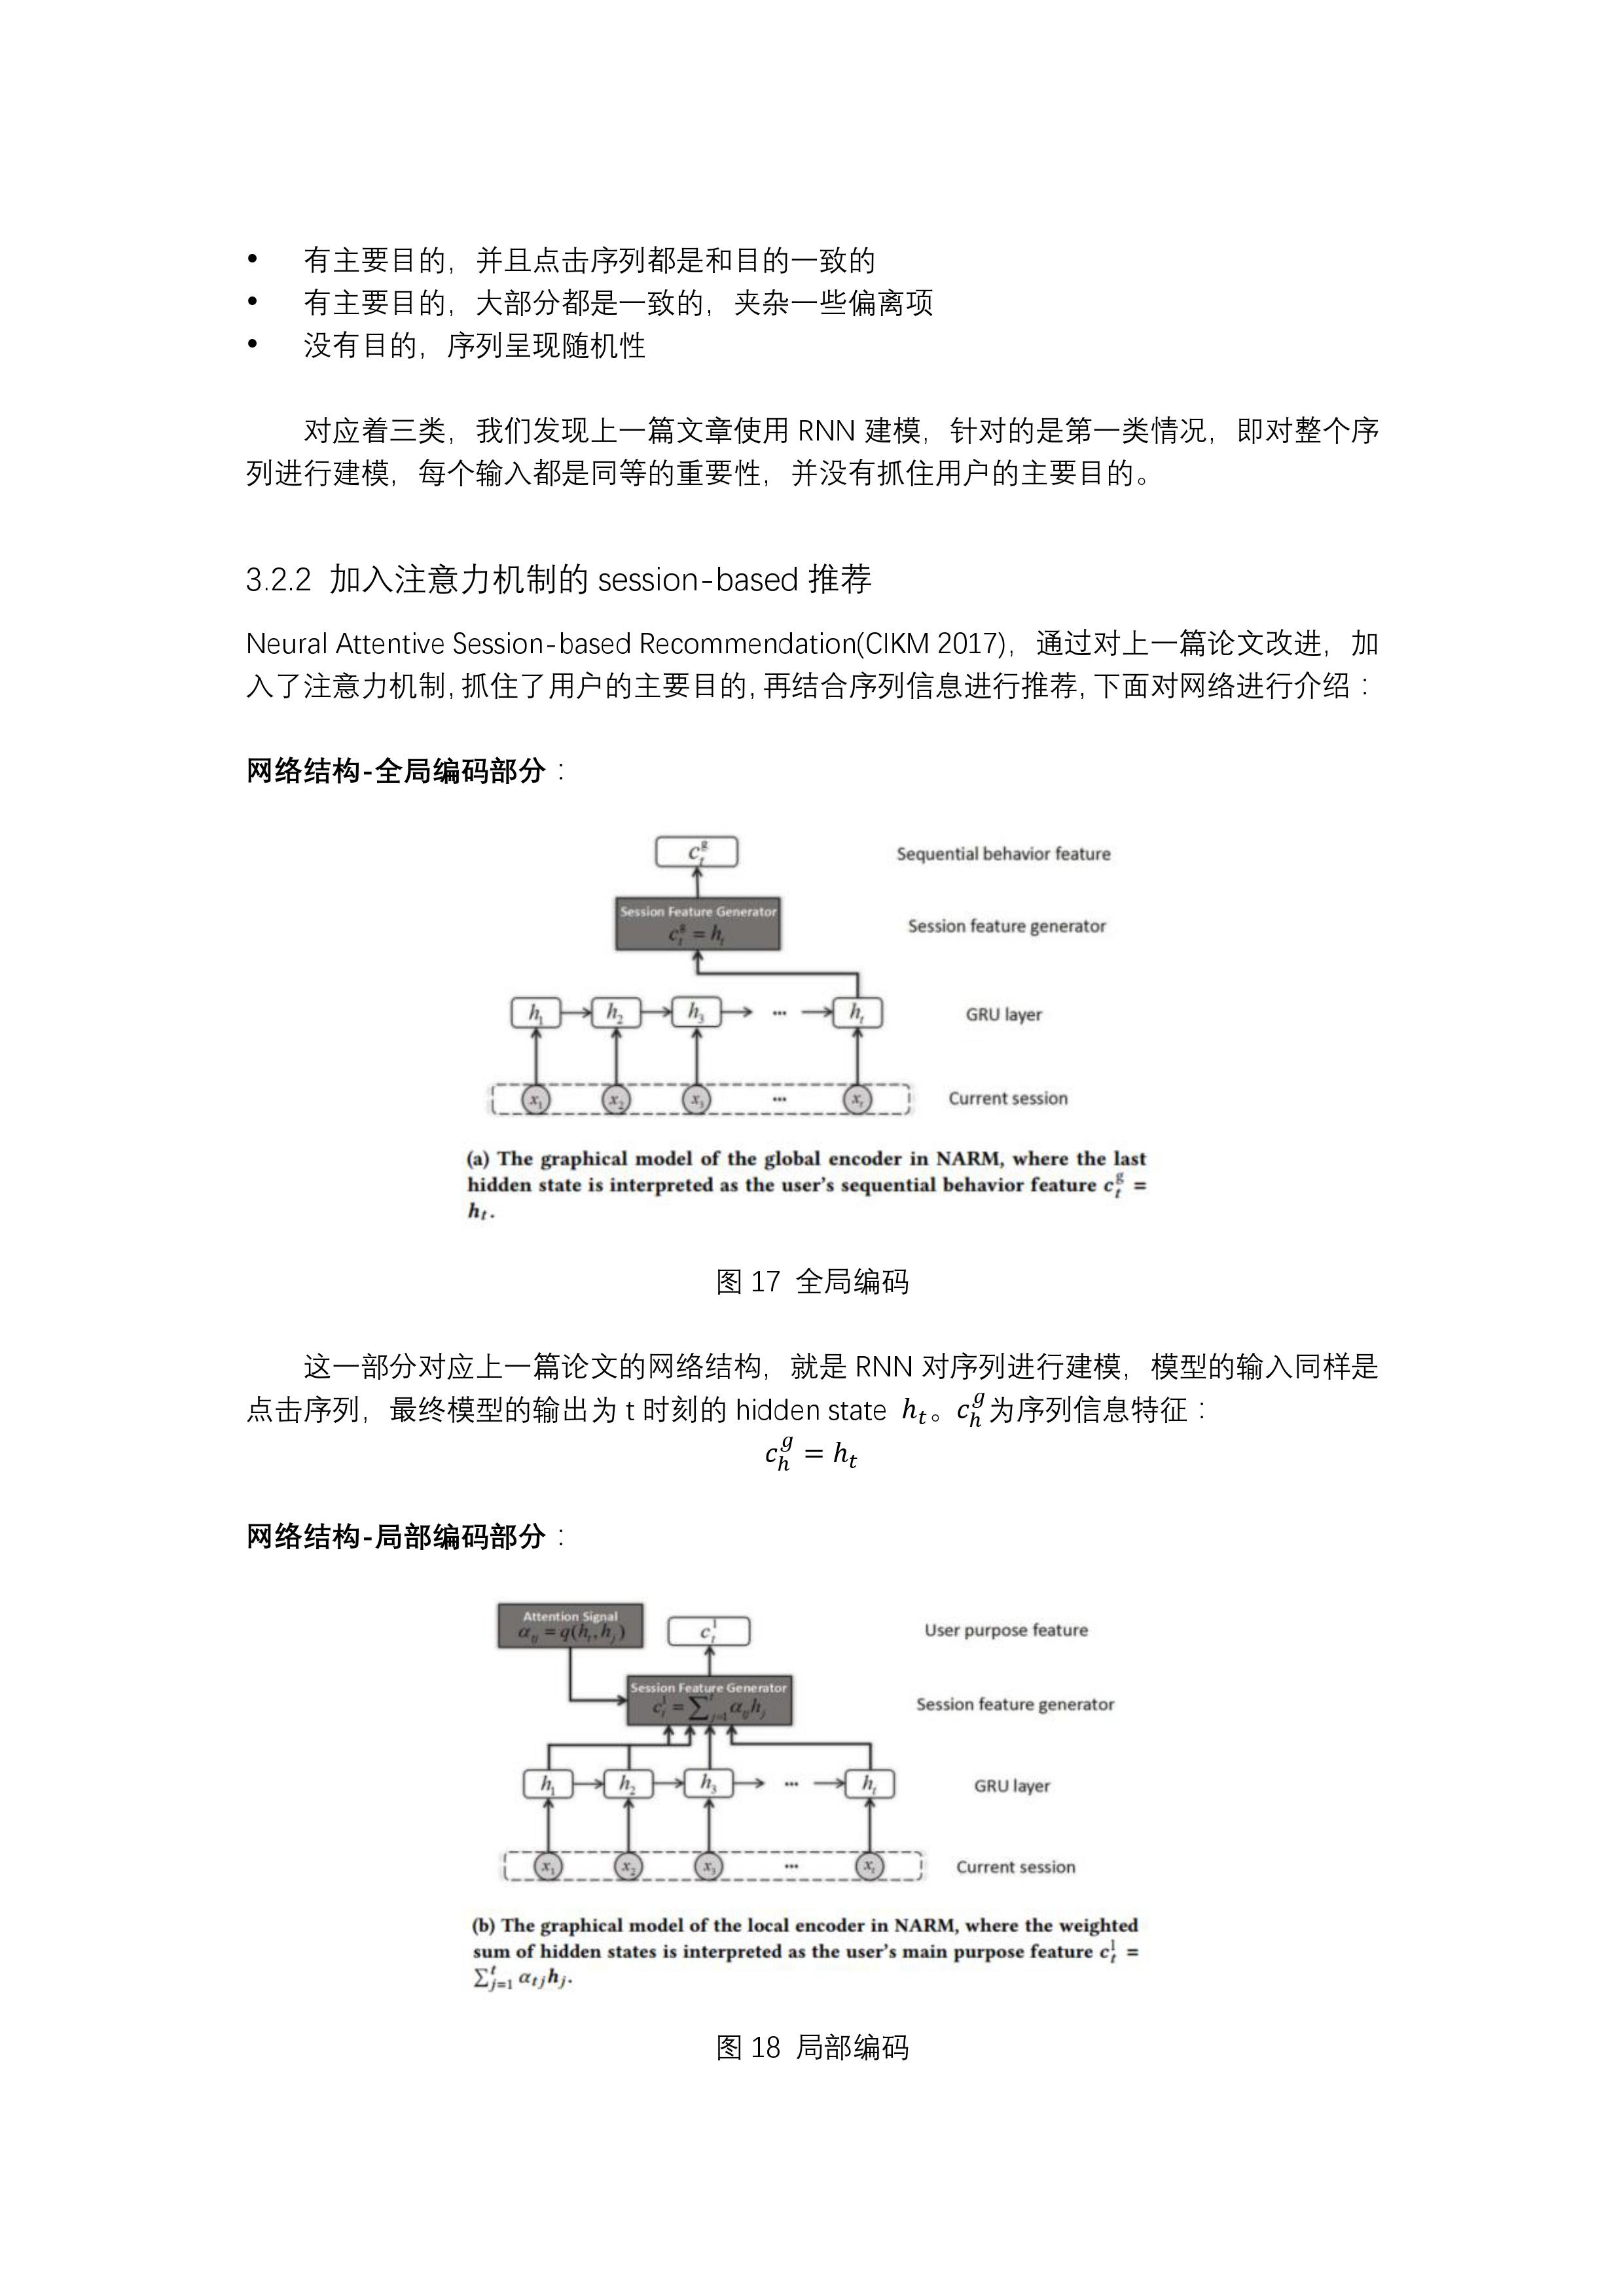 • 有主要目的，并且点击序列都是和目的一致的
• 有主要目的，大部分都是一致的，夹杂一些偏离项
• 没有目的，序列呈现随机性
对应着三类，我们发现上一篇文章使用 RNN 建模，针对的是第一类情况，即对整个序
列进行建模，每个输入都是同等的重要性，并没有抓住用户的主要目的。
3.2.2 加入注意力机制的 session-based 推荐
Neural Attentive Session-based Recommendation(CIKM 2017)，通过对上一篇论文改进，加
入了注意力机制,抓住了用户的主要目的,再结合序列信息进行推荐,下面对网络进行介绍：
网络结构-全局编码部分：
c_t^g Sequential behavior feature
Session Feature Generator
c_t^g = h_t Session feature generator
h_1 h_2 h_3 ... h_t GRU layer
x_1 x_2 x_3 ... x_t Current session
(a) The graphical model of the global encoder in NARM, where the last
hidden state is interpreted as the user's sequential behavior feature c_t^g =
h_t.
图 17 全局编码
这一部分对应上一篇论文的网络结构，就是 RNN 对序列进行建模，模型的输入同样是
点击序列，最终模型的输出为 t 时刻的 hidden state h_t。c_h^g为序列信息特征：
c_h^g = h_t
网络结构-局部编码部分：
Attention Signal
α_tj = q(h_t, h_j) c_t^l User purpose feature
Session Feature Generator
c_t^l = ∑_{j=1}^t α_tj h_j Session feature generator
h_1 h_2 h_3 ... h_t GRU layer
x_1 x_2 x_3 ... x_t Current session
(b) The graphical model of the local encoder in NARM, where the weighted
sum of hidden states is interpreted as the user's main purpose feature c_t^l =
∑_{j=1}^t α_tj h_j.
图 18 局部编码